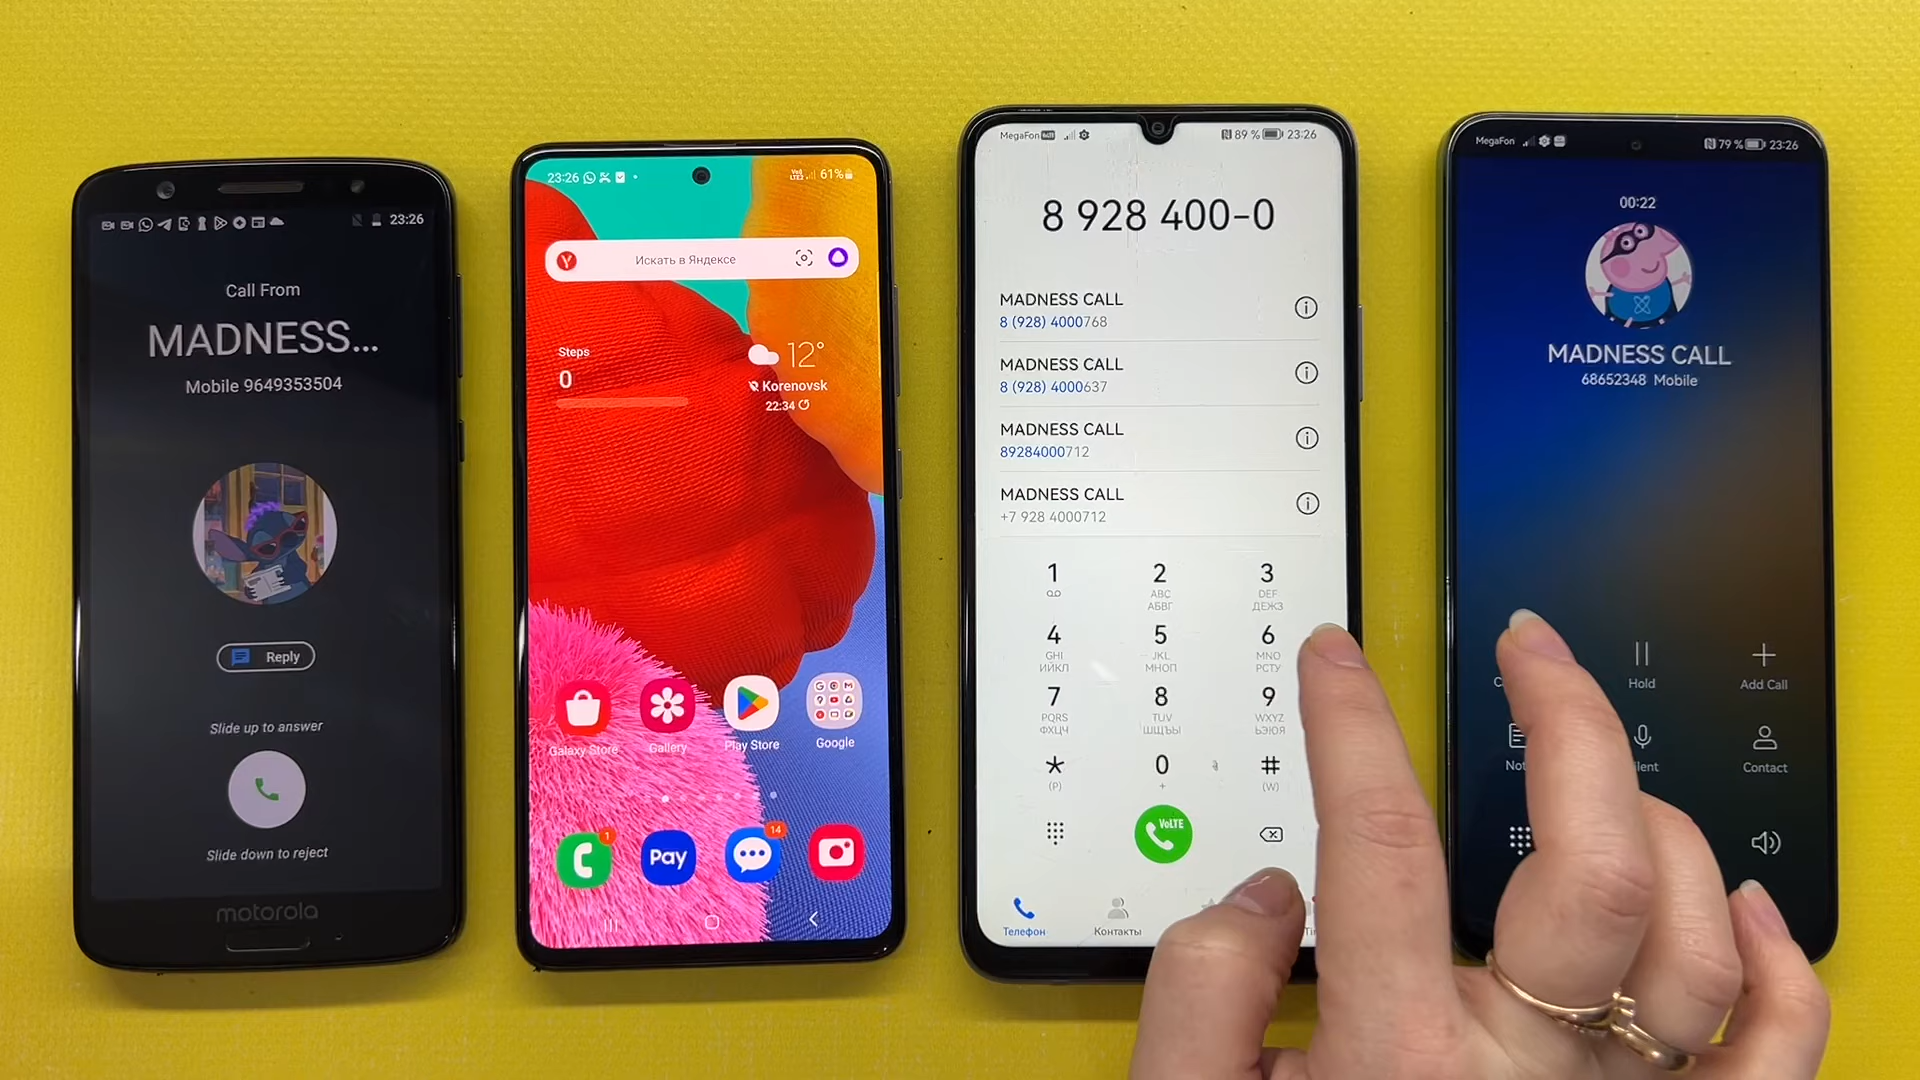 23:26
Call From
MADNESS...
Mobile 9649353504
Reply
Slide up to answer
Slide down to reject
motorola
23:26
61%
Искать в Яндексе
Steps
0
12°
Korenovsk
22:34
Galaxy Store
Gallery
Play Store
Google
1
Pay
14
MegaFon
89 %
23:26
8 928 400-0
MADNESS CALL
8 (928) 4000768
MADNESS CALL
8 (928) 4000637
MADNESS CALL
89284000712
MADNESS CALL
+7 928 4000712
1
2
3
ABC
DEF
АБВГ
ДЕЖЗ
4
5
6
GHI
JKL
MNO
ИЙКЛ
МНОП
РСТУ
7
8
9
PQRS
TUV
WXYZ
ФХЦЧ
ШЩЪЫ
ЬЭЮЯ
*
0
#
(P)
+
(W)
VoLTE
Телефон
Контакты
MegaFon
79 %
23:26
00:22
MADNESS CALL
68652348 Mobile
Hold
Add Call
Contact